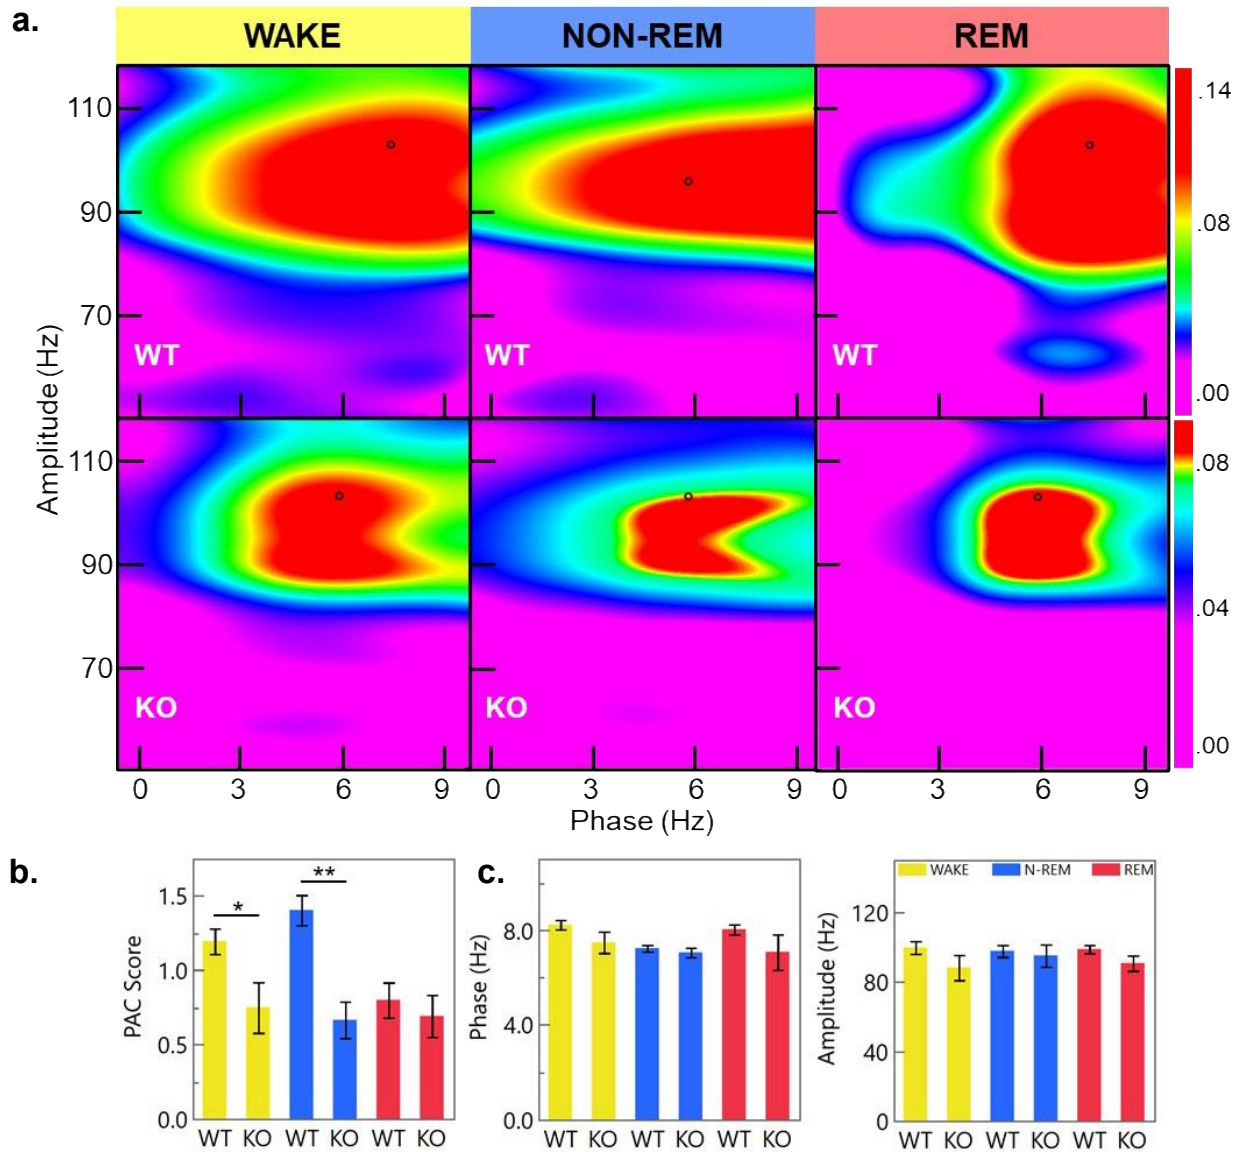 a.
WAKE NON-REM REM
110
90
70
WT WT WT
.14
.08
.00
110
90
70
KO KO KO
.08
.04
.00
Amplitude (Hz)
0 3 6 9 0 3 6 9 0 3 6 9
Phase (Hz)
b.
PAC Score
1.5
1.0
0.5
0.0
* **
WT KO WT KO WT KO
c.
Phase (Hz)
8.0
4.0
0.0
WT KO WT KO WT KO
Amplitude (Hz)
WAKE N-REM REM
120
80
40
0
WT KO WT KO WT KO